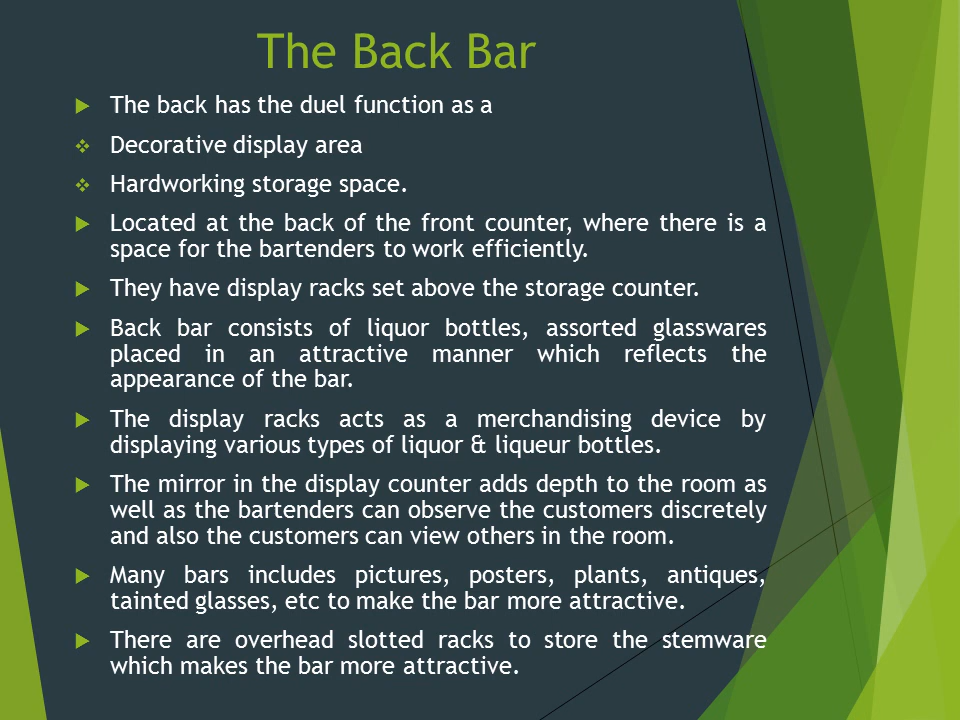 The Back Bar
The back has the duel function as a
Decorative display area
Hardworking storage space.
Located at the back of the front counter, where there is a
space for the bartenders to work efficiently.
They have display racks set above the storage counter.
Back bar consists of liquor bottles, assorted glasswares
placed in an attractive manner which reflects the
appearance of the bar.
The display racks acts as a merchandising device by
displaying various types of liquor & liqueur bottles.
The mirror in the display counter adds depth to the room as
well as the bartenders can observe the customers discretely
and also the customers can view others in the room.
Many bars includes pictures, posters, plants, antiques,
tainted glasses, etc to make the bar more attractive.
There are overhead slotted racks to store the stemware
which makes the bar more attractive.